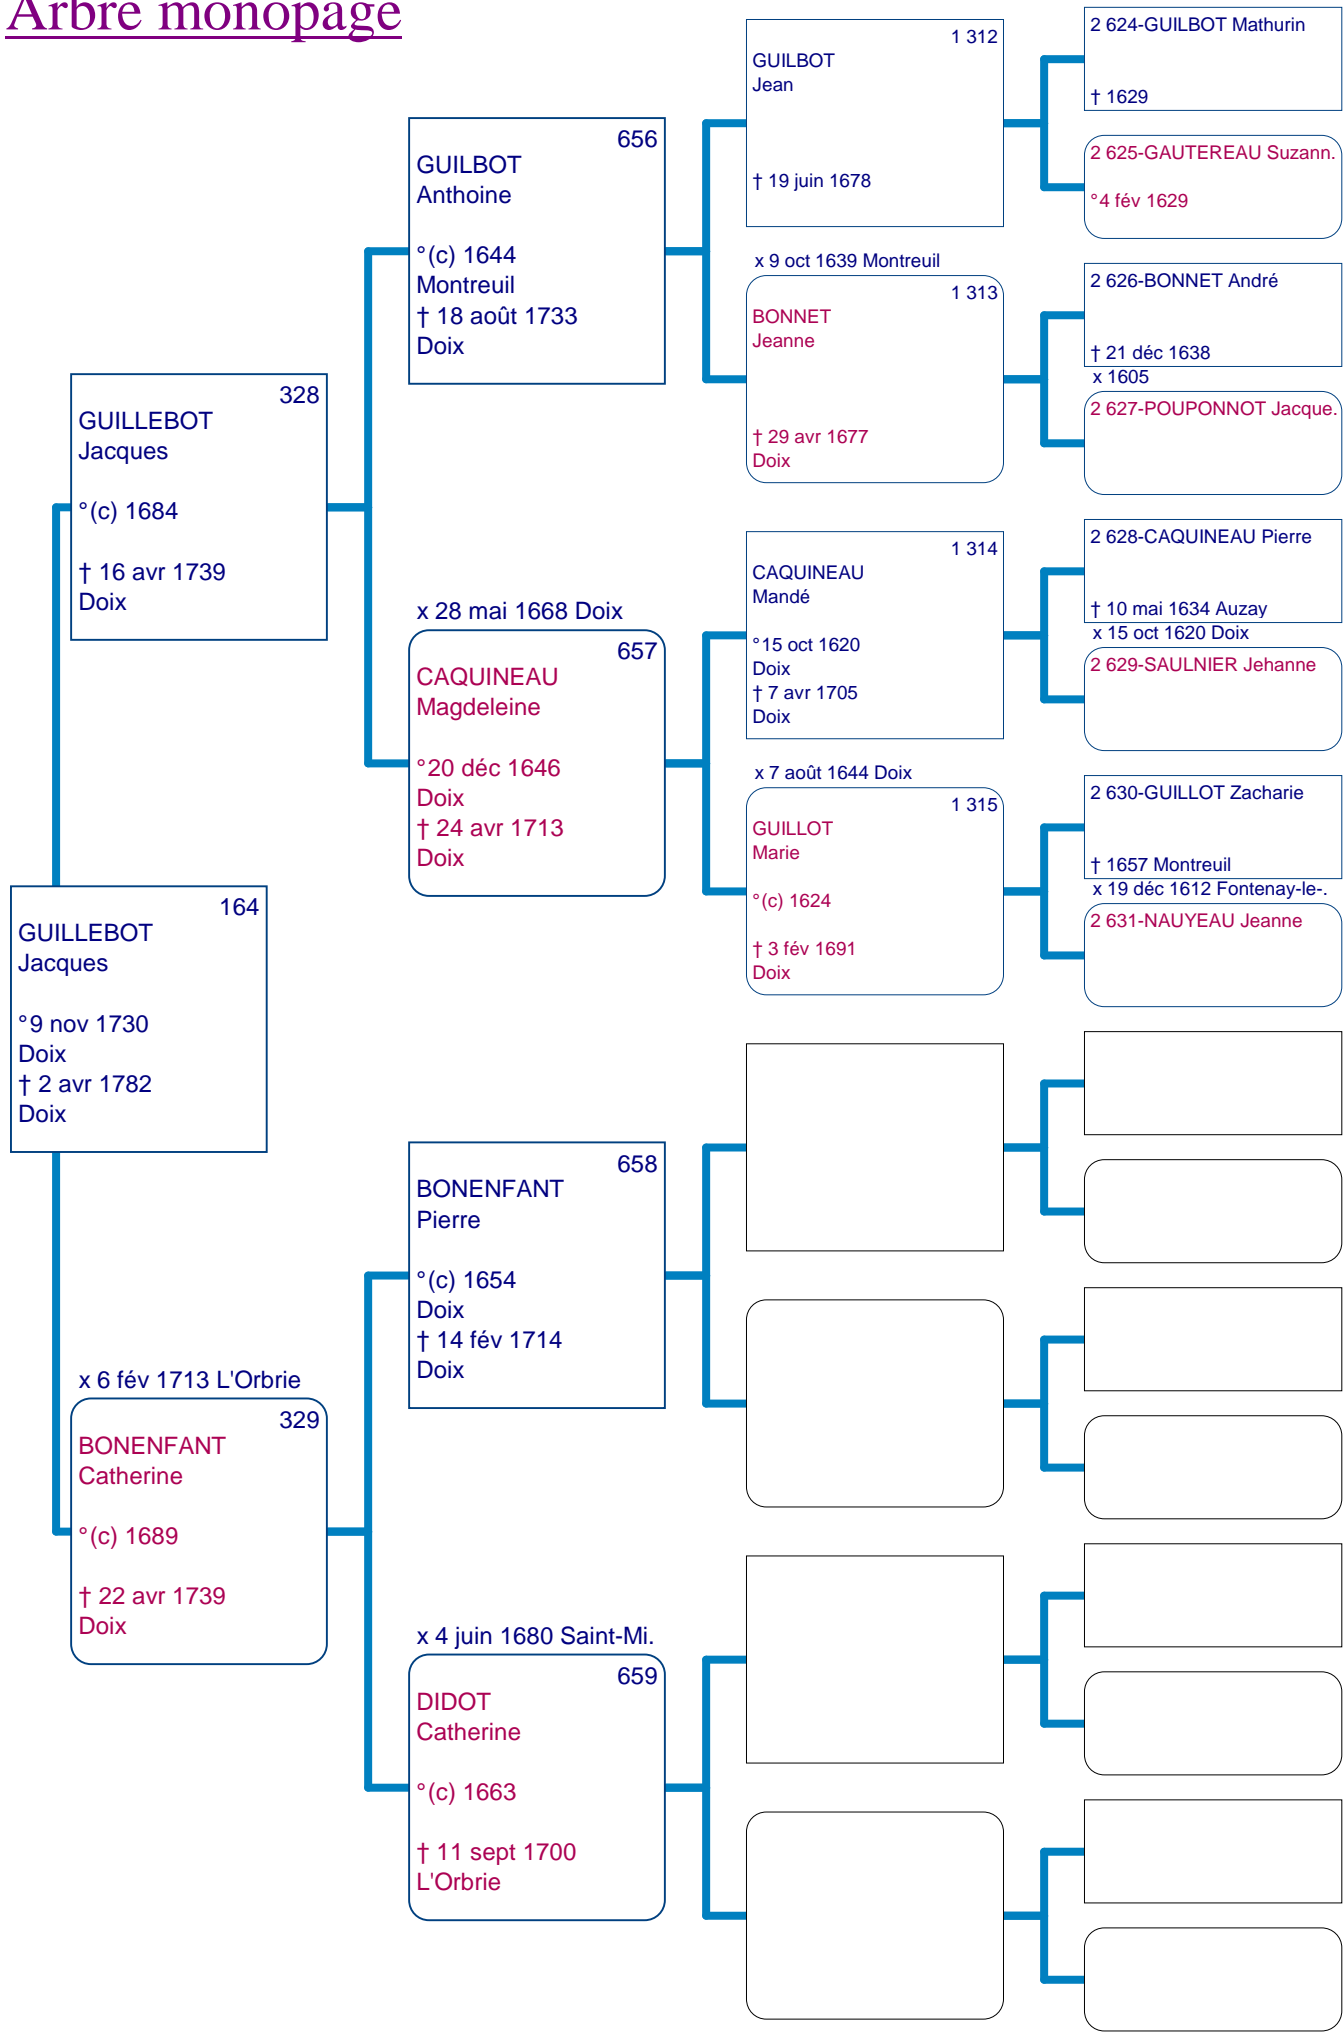 Arbre monopage
164
GUILLEBOT
Jacques
°9 nov 1730
Doix
† 2 avr 1782
Doix
328
GUILLEBOT
Jacques
°(c) 1684
† 16 avr 1739
Doix
x 6 fév 1713 L'Orbrie
329
BONENFANT
Catherine
°(c) 1689
† 22 avr 1739
Doix
656
GUILBOT
Anthoine
°(c) 1644
Montreuil
† 18 août 1733
Doix
x 28 mai 1668 Doix
657
CAQUINEAU
Magdeleine
°20 déc 1646
Doix
† 24 avr 1713
Doix
658
BONENFANT
Pierre
°(c) 1654
Doix
† 14 fév 1714
Doix
x 4 juin 1680 Saint-Mi.
659
DIDOT
Catherine
°(c) 1663
† 11 sept 1700
L'Orbrie
1 312
GUILBOT
Jean
† 19 juin 1678
x 9 oct 1639 Montreuil
1 313
BONNET
Jeanne
† 29 avr 1677
Doix
1 314
CAQUINEAU
Mandé
°15 oct 1620
Doix
† 7 avr 1705
Doix
x 7 août 1644 Doix
1 315
GUILLOT
Marie
°(c) 1624
† 3 fév 1691
Doix
2 624-GUILBOT Mathurin
† 1629
2 625-GAUTEREAU Suzann.
°4 fév 1629
2 626-BONNET André
† 21 déc 1638
x 1605
2 627-POUPONNOT Jacque.
2 628-CAQUINEAU Pierre
† 10 mai 1634 Auzay
x 15 oct 1620 Doix
2 629-SAULNIER Jehanne
2 630-GUILLOT Zacharie
† 1657 Montreuil
x 19 déc 1612 Fontenay-le-.
2 631-NAUYEAU Jeanne